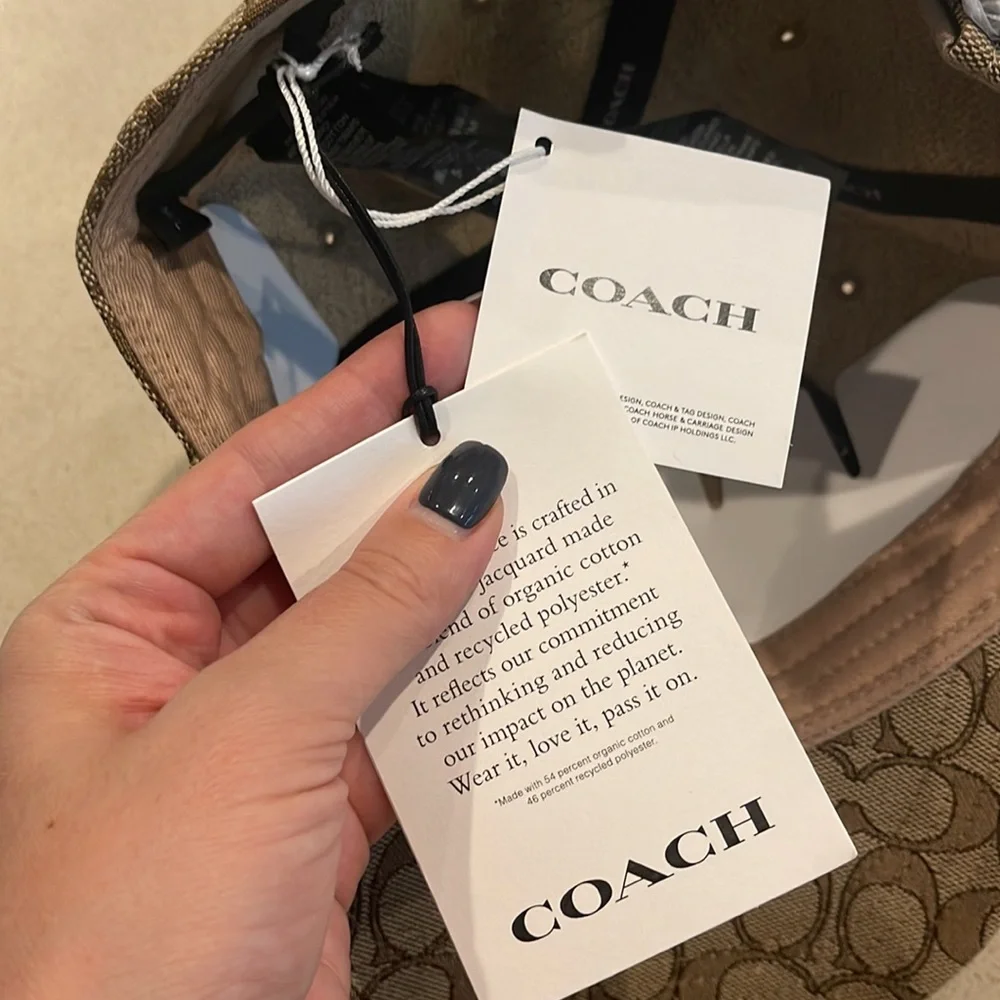 COACH
COACH
DESIGN, COACH & TAG DESIGN, COACH
COACH HORSE & CARRIAGE DESIGN
OF COACH IP HOLDINGS LLC.
is crafted in
jacquard made
of organic cotton
and recycled polyester.*
It reflects our commitment
to rethinking and reducing
our impact on the planet.
Wear it, love it, pass it on.
*Made with 54 percent organic cotton and
46 percent recycled polyester.
COACH